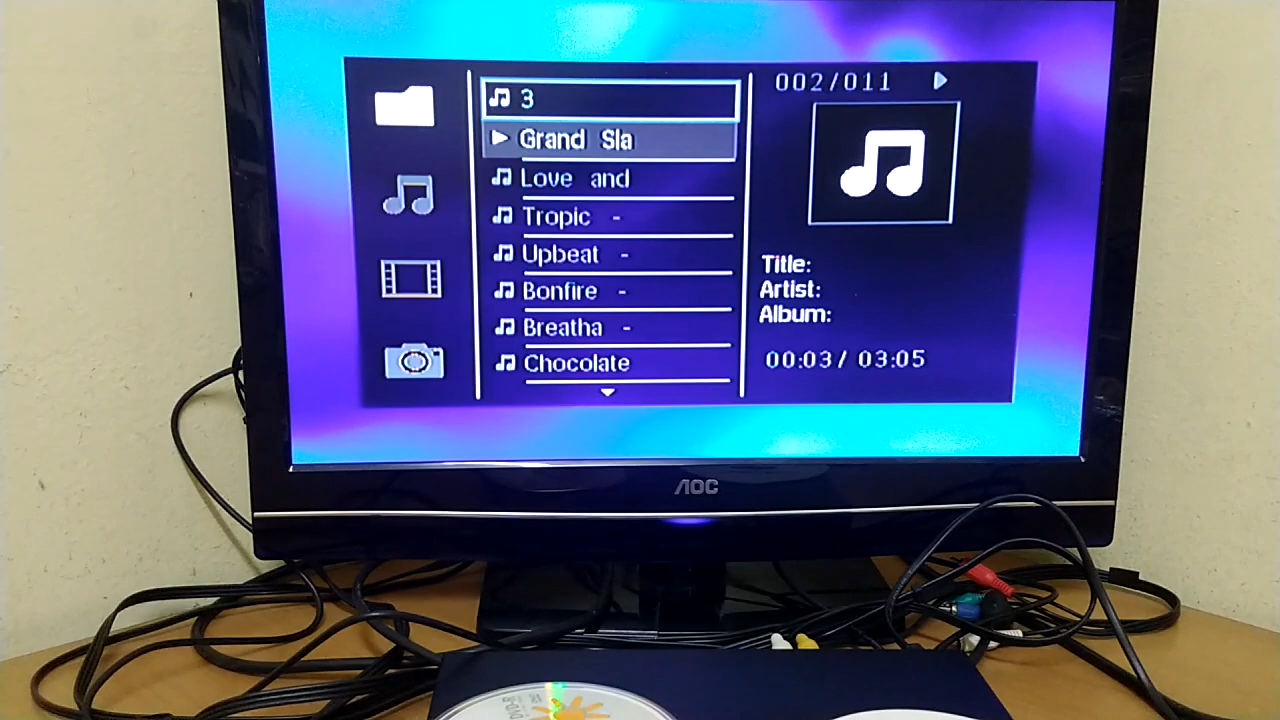 002/011
3
Grand Sla
Love and
Tropic -
Upbeat -
Bonfire -
Breatha -
Chocolate
Title:
Artist:
Album:
00:03/ 03:05
AOC
DVD-R